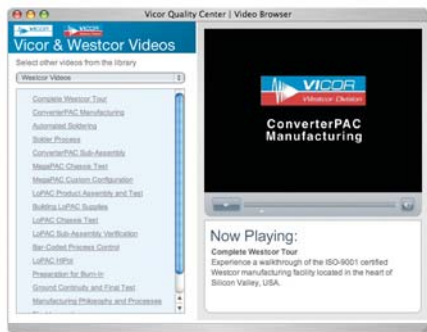 Vicor Quality Center | Video Browser
VICOR
Vicor & Westcor Videos
Select other videos from the library
Westcor Videos
Complete Westcor Tour
ConverterPAC Manufacturing
Automated Soldering
Solder Process
ConverterPAC Sub-Assembly
MegaPAC Chassis Test
MegaPAC Custom Configuration
LoPAC Product Assembly and Test
Building LoPAC Supplies
LoPAC Chassis Test
LoPAC Sub-Assembly Verification
Bar-Coded Process Control
LoPAC HiPot
Preparation for Burn-In
Ground Continuity and Final Test
Manufacturing Philosophy and Processes
VICOR
Westcor Division
ConverterPAC
Manufacturing
Now Playing:
Complete Westcor Tour
Experience a walkthrough of the ISO-9001 certified
Westcor manufacturing facility located in the heart of
Silicon Valley, USA.